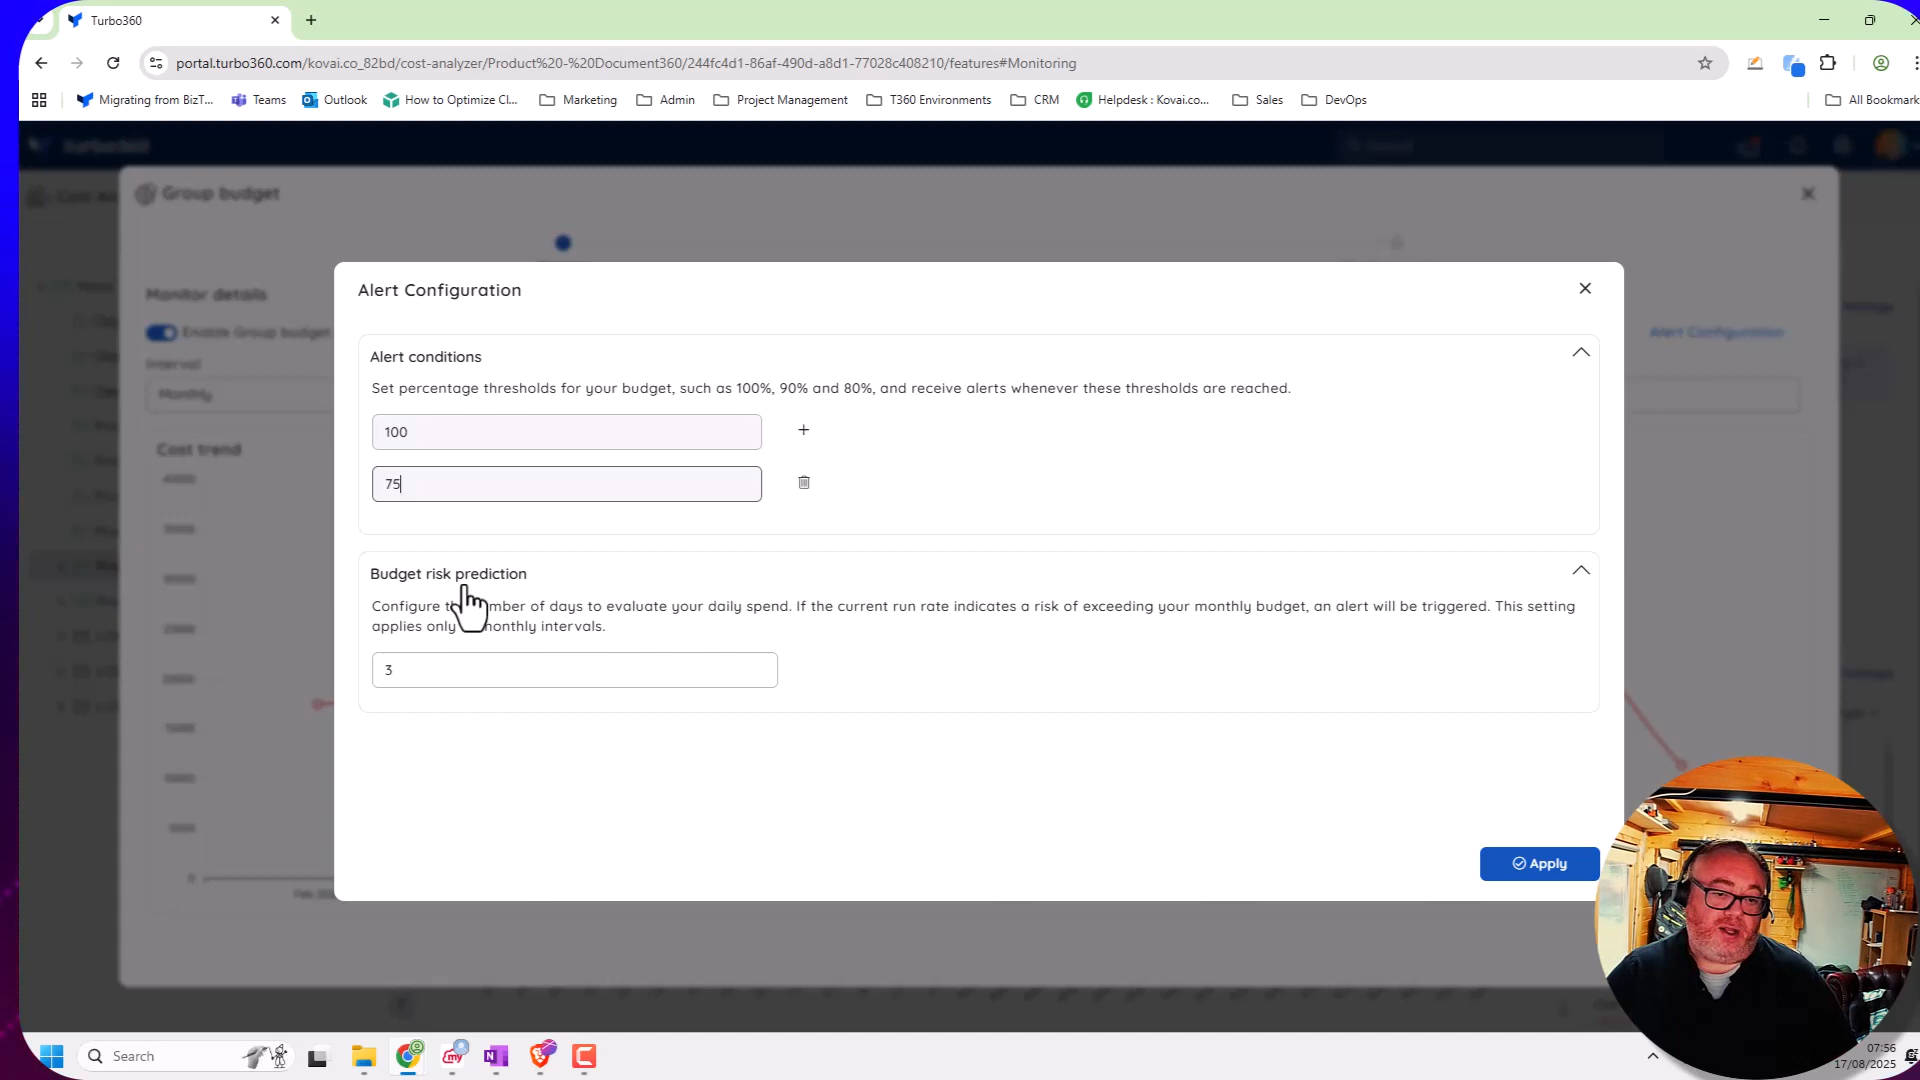 Turbo360
portal.turbo360.com/kovai.co_82bd/cost-analyzer/Product%20-%20Document360/244fc4d1-86af-490d-a8d1-77028c408210/features#Monitoring
Migrating from BizT...
Teams
Outlook
How to Optimize Cl...
Marketing
Admin
Project Management
T360 Environments
CRM
Helpdesk : Kovai.co...
Sales
DevOps
All Bookmark
turbo360
Search
Group budget
Monitor details
Enable Group budget
Alert Configuration
Interval
Monthly
Cost trend
Alert Configuration
Alert conditions
Set percentage thresholds for your budget, such as 100%, 90% and 80%, and receive alerts whenever these thresholds are reached.
100
75
Budget risk prediction
Configure mber of days to evaluate your daily spend. If the current run rate indicates a risk of exceeding your monthly budget, an alert will be triggered. This setting
applies only monthly intervals.
3
Apply
Search
07:56
17/08/2025